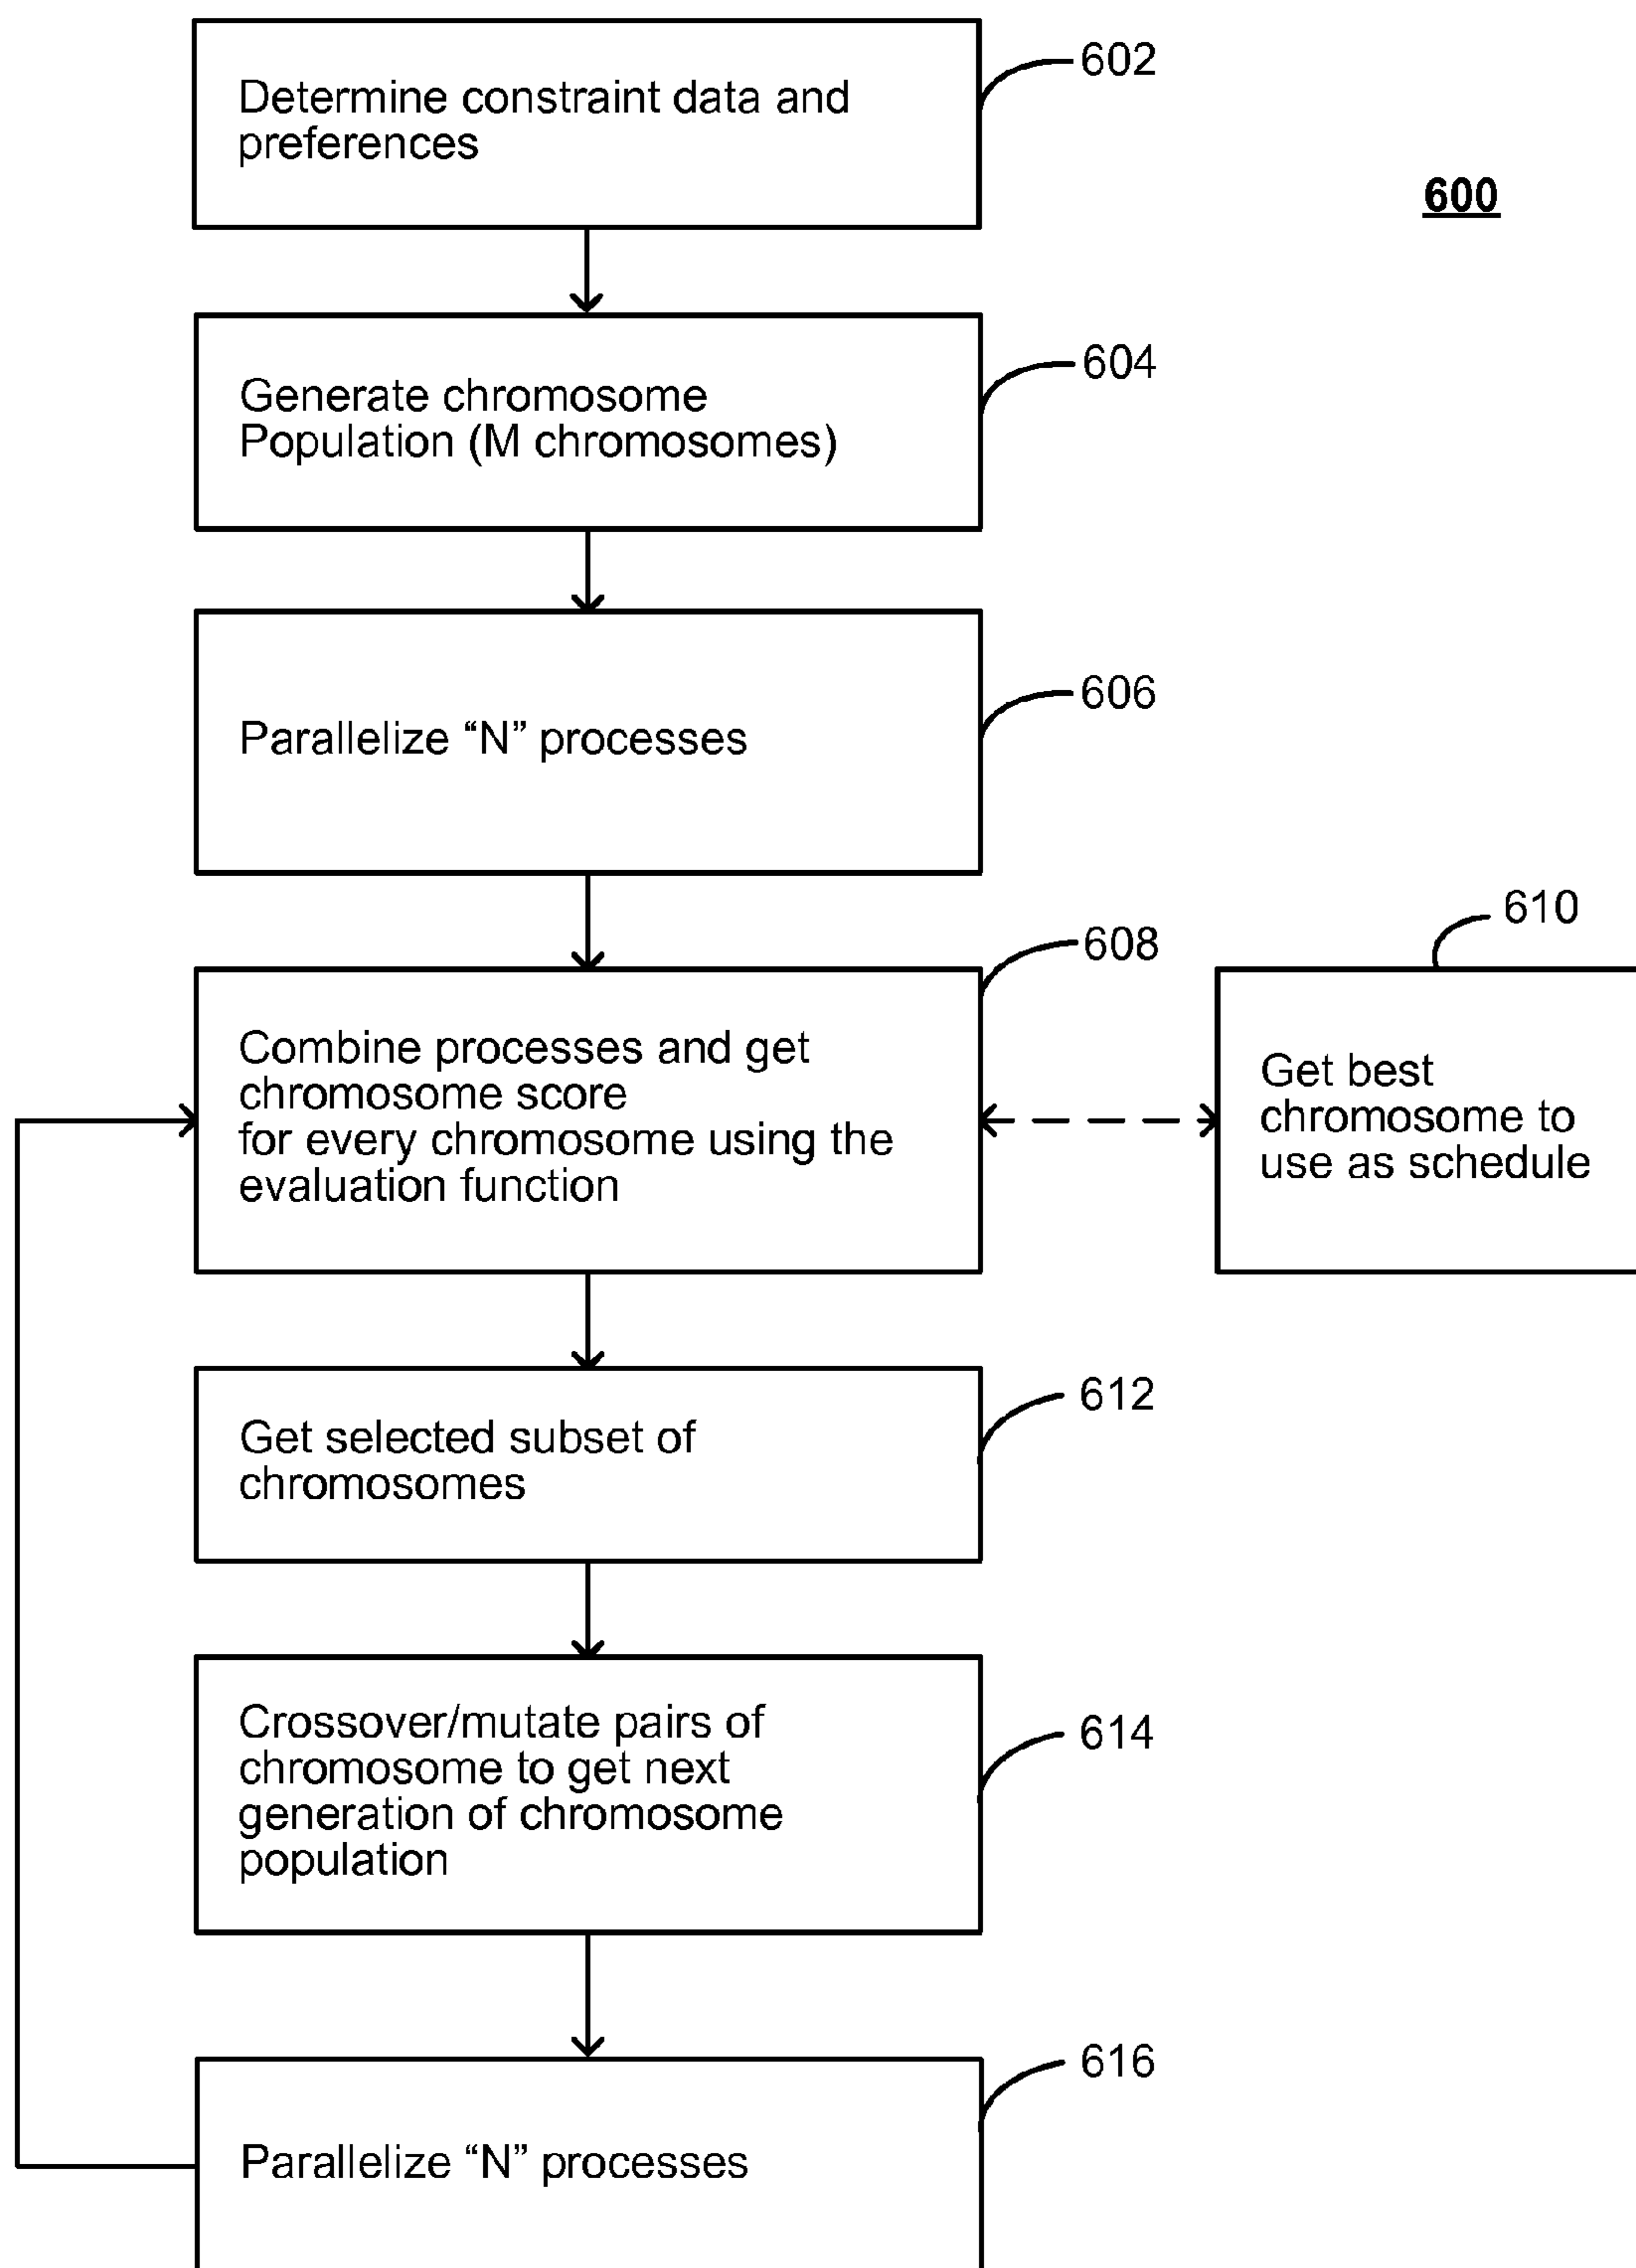 602
Determine constraint data and
preferences
600
604
Generate chromosome
Population (M chromosomes)
606
Parallelize “N” processes
610
608
Combine processes and get
chromosome score
for every chromosome using the
evaluation function
Get best
chromosome to
use as schedule
612
Get selected subset of
chromosomes
614
Crossover/mutate pairs of
chromosome to get next
generation of chromosome
population
616
Parallelize “N” processes